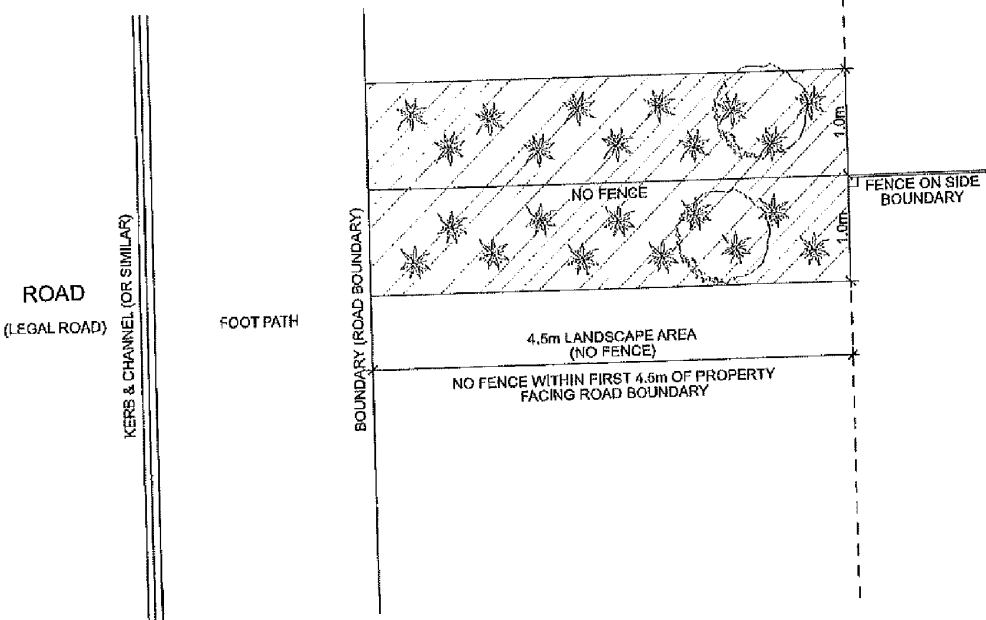 ROAD
(LEGAL ROAD)
KERB & CHANNEL (OR SIMILAR)
FOOT PATH
BOUNDARY (ROAD BOUNDARY)
NO FENCE
1.0m
1.0m
FENCE ON SIDE
BOUNDARY
4.5m LANDSCAPE AREA
(NO FENCE)
NO FENCE WITHIN FIRST 4.5m OF PROPERTY
FACING ROAD BOUNDARY